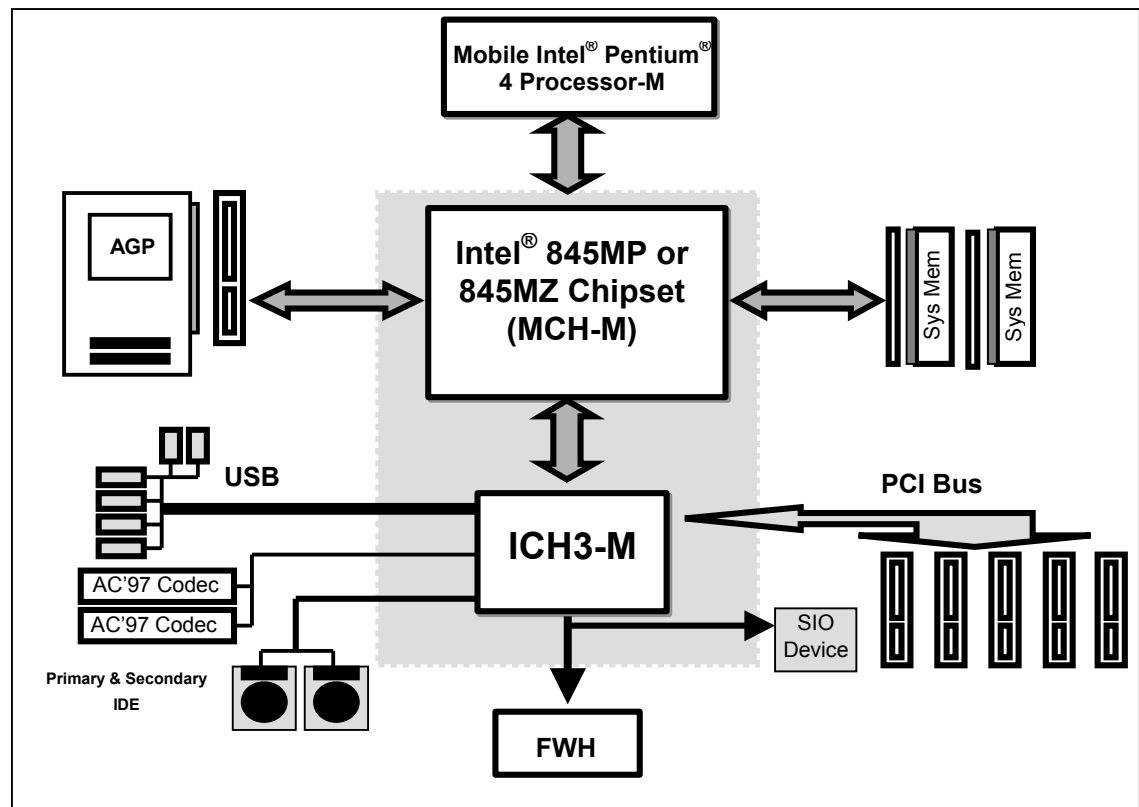 Mobile Intel® Pentium®
4 Processor-M
AGP
Intel® 845MP or
845MZ Chipset
(MCH-M)
Sys Mem
Sys Mem
USB
PCI Bus
ICH3-M
AC'97 Codec
AC'97 Codec
SIO
Device
Primary & Secondary
IDE
FWH